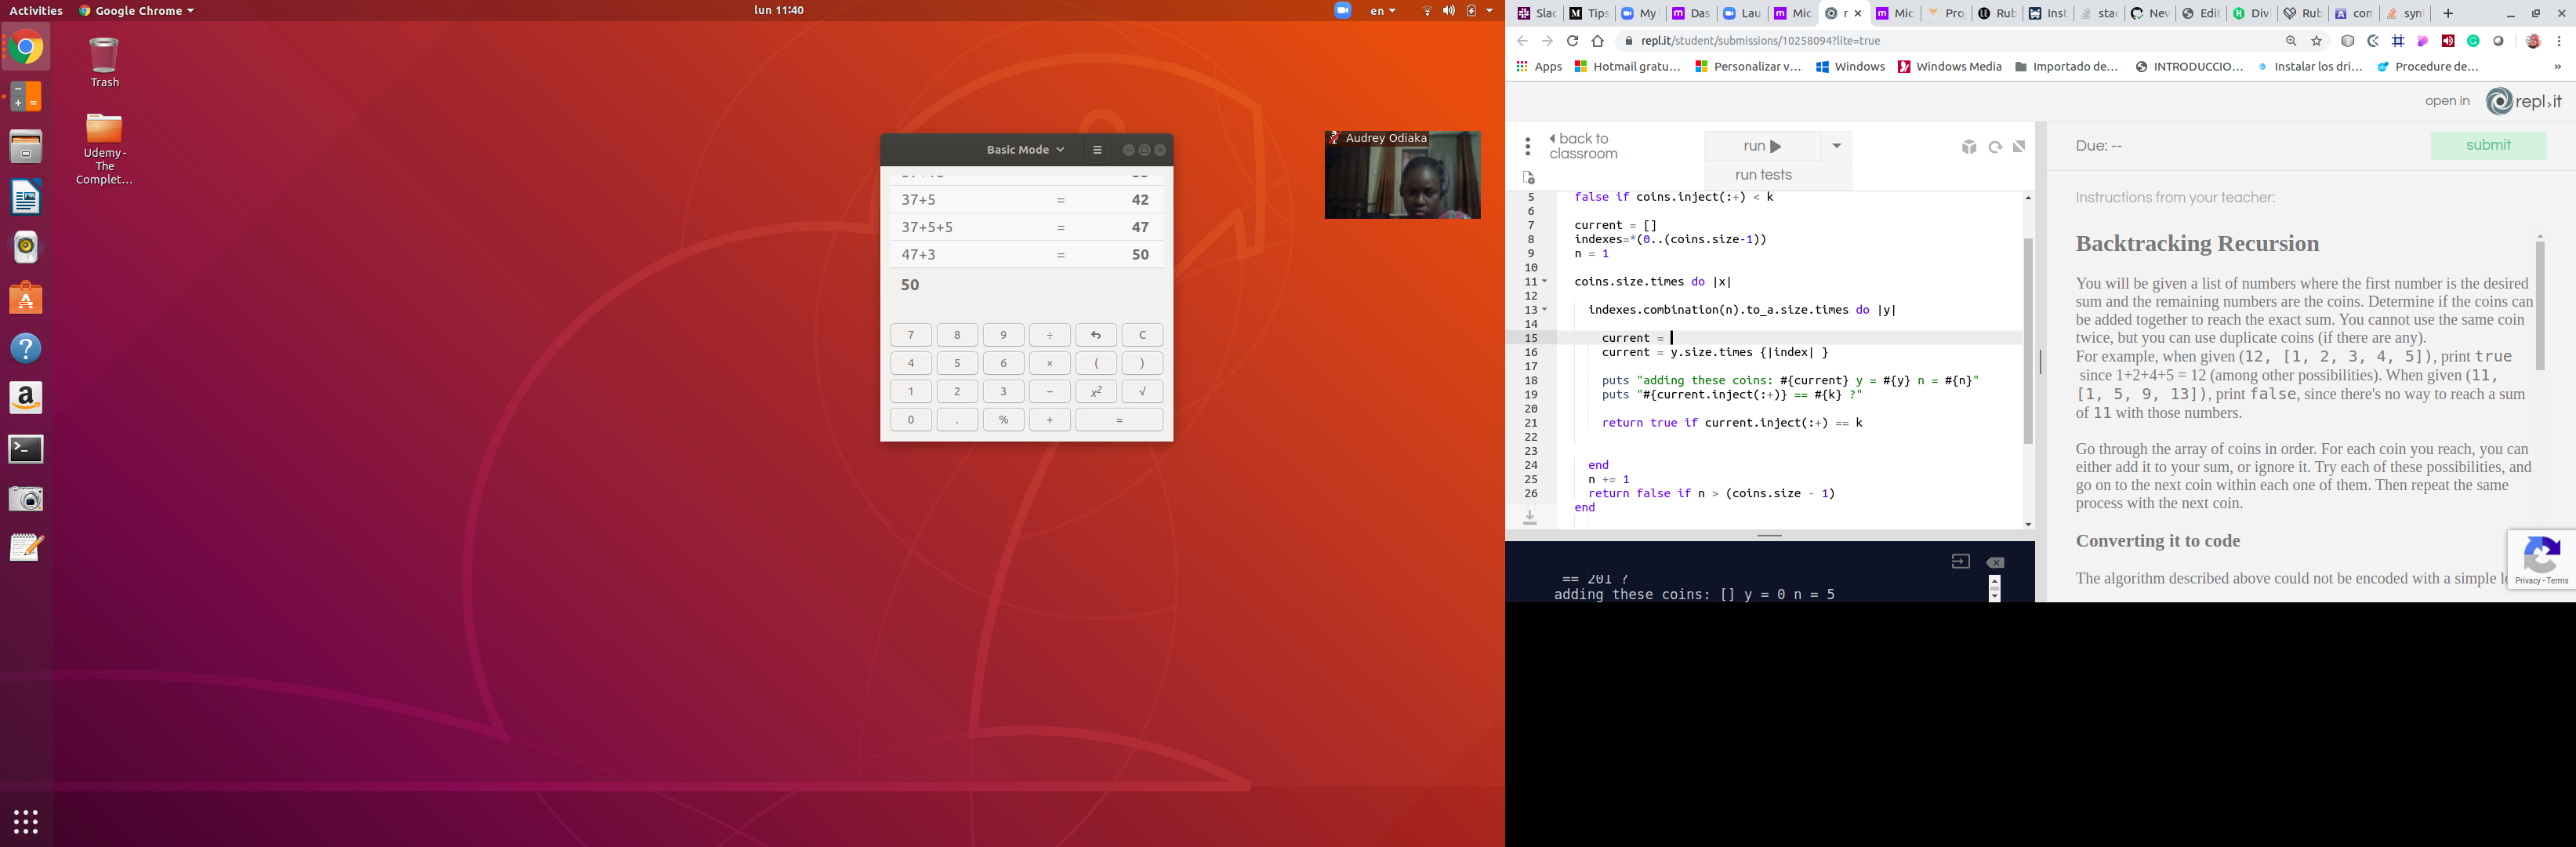 Activities
Google Chrome
lun 11:40
en
Trash
Udemy -
The
Complet...
Basic Mode
37+5 = 42
37+5+5 = 47
47+3 = 50
50
7 8 9 ÷ C
4 5 6 × ( )
1 2 3 − x² √
0 . % + =
Audrey Odiaka
Slac
Tips
My
Das
Lau
Mic
r
Mic
Pro
Rub
Inst
stac
Nev
Edit
Divi
Rub
con
syn
repl.it/student/submissions/10258094?lite=true
Apps
Hotmail gratu...
Personalizar v...
Windows
Windows Media
Importado de...
INTRODUCCIO...
Instalar los dri...
Procedure de...
»
open in
repl.it
back to
classroom
run
run tests
Due: --
submit
5 false if coins.inject(:+) < k
6
7 current = []
8 indexes=*(0..(coins.size-1))
9 n = 1
10
11 coins.size.times do |x|
12
13 indexes.combination(n).to_a.size.times do |y|
14
15 current =
16 current = y.size.times {|index| }
17
18 puts "adding these coins: #{current} y = #{y} n = #{n}"
19 puts "#{current.inject(:+)} == #{k} ?"
20
21 return true if current.inject(:+) == k
22
23
24 end
25 n += 1
26 return false if n > (coins.size - 1)
end
== 201 ?
adding these coins: [] y = 0 n = 5
Instructions from your teacher:
Backtracking Recursion
You will be given a list of numbers where the first number is the desired
sum and the remaining numbers are the coins. Determine if the coins can
be added together to reach the exact sum. You cannot use the same coin
twice, but you can use duplicate coins (if there are any).
For example, when given (12, [1, 2, 3, 4, 5]), print true
since 1+2+4+5 = 12 (among other possibilities). When given (11,
[1, 5, 9, 13]), print false, since there's no way to reach a sum
of 11 with those numbers.
Go through the array of coins in order. For each coin you reach, you can
either add it to your sum, or ignore it. Try each of these possibilities, and
go on to the next coin within each one of them. Then repeat the same
process with the next coin.
Converting it to code
The algorithm described above could not be encoded with a simple
Privacy - Terms